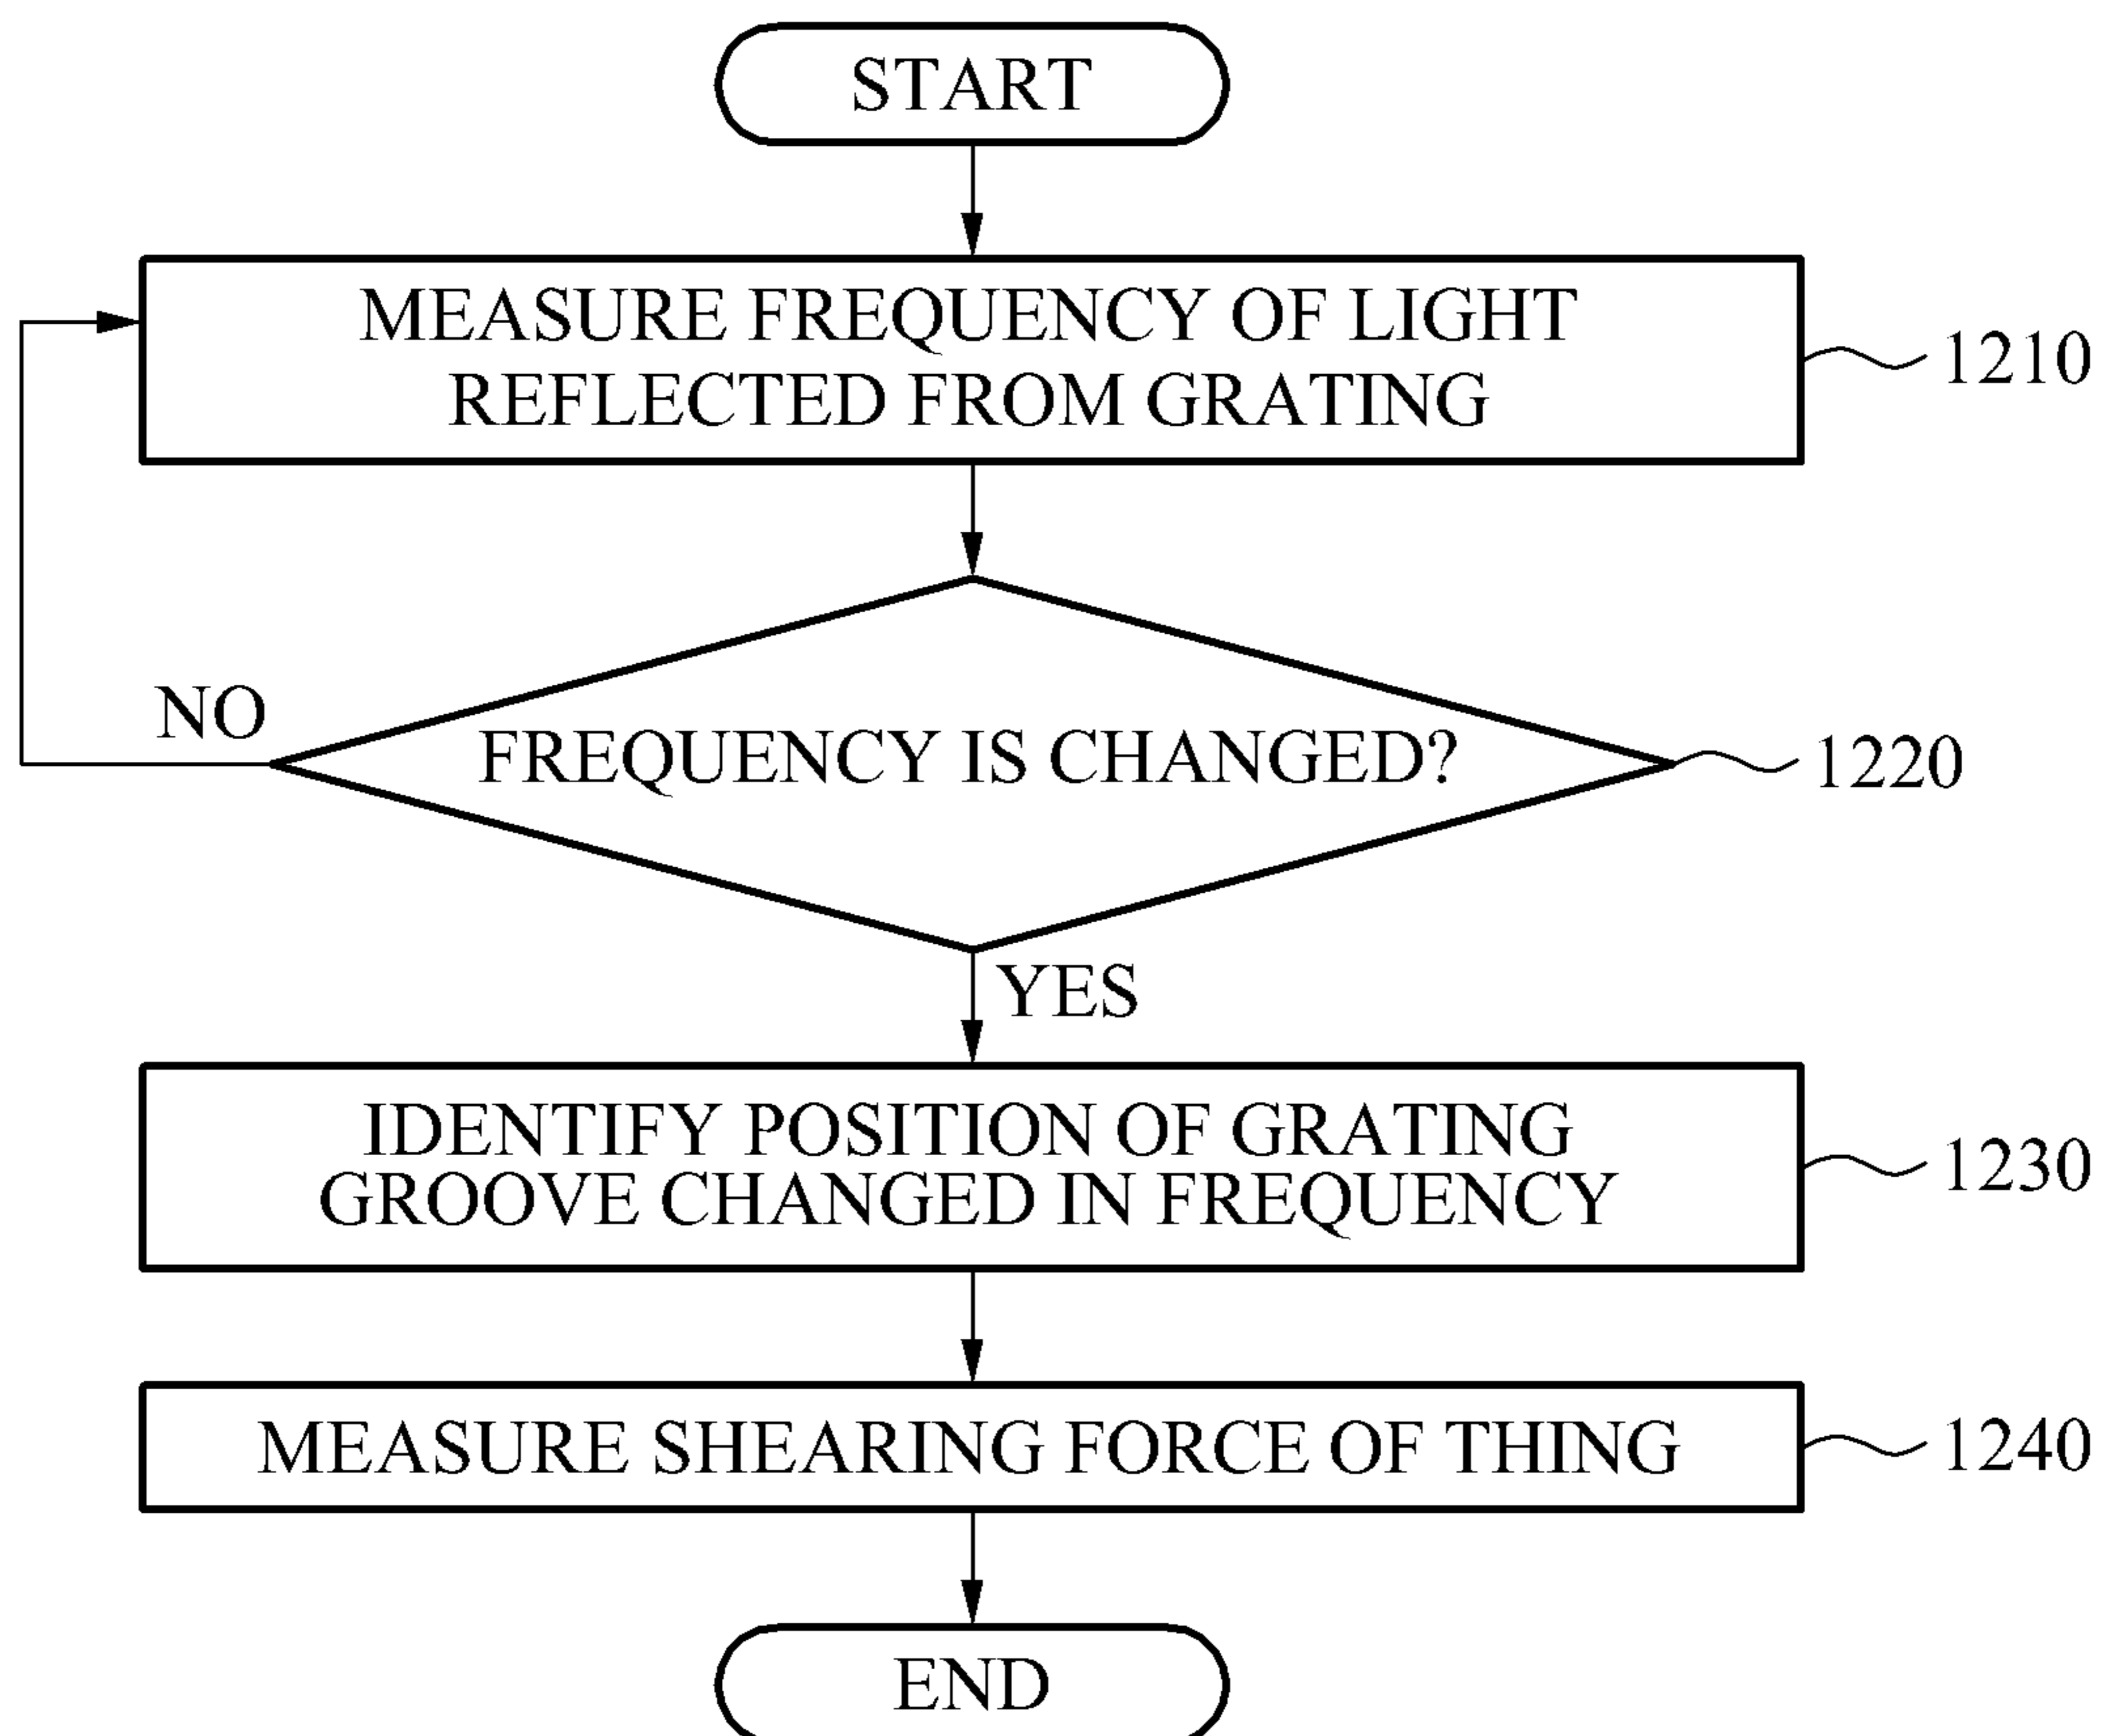 START
MEASURE FREQUENCY OF LIGHT
REFLECTED FROM GRATING
1210
NO
FREQUENCY IS CHANGED?
1220
YES
IDENTIFY POSITION OF GRATING
GROOVE CHANGED IN FREQUENCY
1230
MEASURE SHEARING FORCE OF THING
1240
END